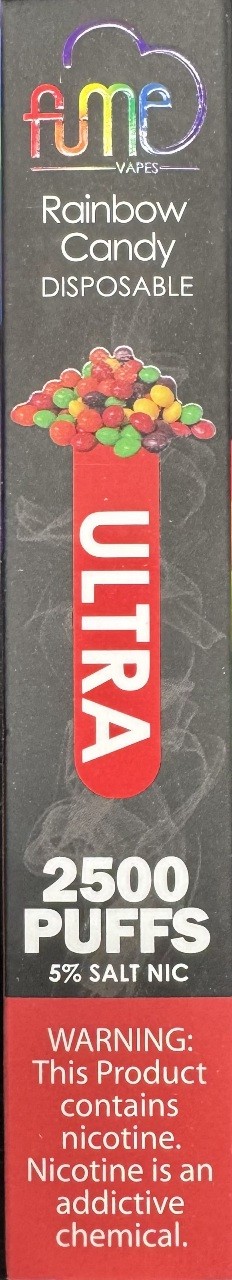 fume
VAPES
Rainbow
Candy
DISPOSABLE
ULTRA
2500
PUFFS
5% SALT NIC
WARNING:
This Product
contains
nicotine.
Nicotine is an
addictive
chemical.